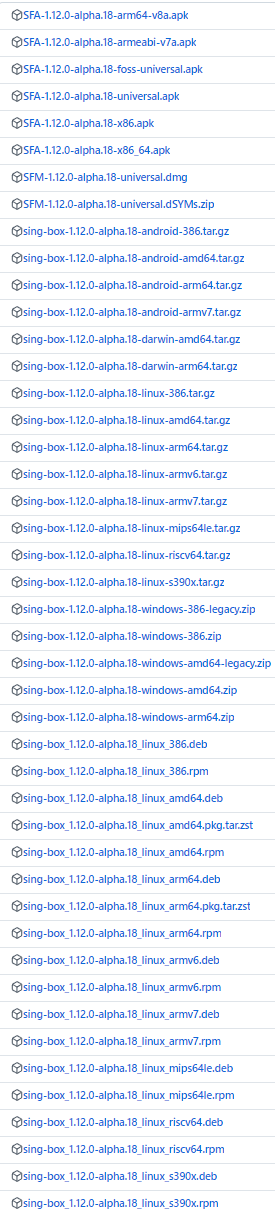 SFA-1.12.0-alpha.18-arm64-v8a.apk
SFA-1.12.0-alpha.18-armeabi-v7a.apk
SFA-1.12.0-alpha.18-foss-universal.apk
SFA-1.12.0-alpha.18-universal.apk
SFA-1.12.0-alpha.18-x86.apk
SFA-1.12.0-alpha.18-x86_64.apk
SFM-1.12.0-alpha.18-universal.dmg
SFM-1.12.0-alpha.18-universal.dSYMs.zip
sing-box-1.12.0-alpha.18-android-386.tar.gz
sing-box-1.12.0-alpha.18-android-amd64.tar.gz
sing-box-1.12.0-alpha.18-android-arm64.tar.gz
sing-box-1.12.0-alpha.18-android-armv7.tar.gz
sing-box-1.12.0-alpha.18-darwin-amd64.tar.gz
sing-box-1.12.0-alpha.18-darwin-arm64.tar.gz
sing-box-1.12.0-alpha.18-linux-386.tar.gz
sing-box-1.12.0-alpha.18-linux-amd64.tar.gz
sing-box-1.12.0-alpha.18-linux-arm64.tar.gz
sing-box-1.12.0-alpha.18-linux-armv6.tar.gz
sing-box-1.12.0-alpha.18-linux-armv7.tar.gz
sing-box-1.12.0-alpha.18-linux-mips64le.tar.gz
sing-box-1.12.0-alpha.18-linux-riscv64.tar.gz
sing-box-1.12.0-alpha.18-linux-s390x.tar.gz
sing-box-1.12.0-alpha.18-windows-386-legacy.zip
sing-box-1.12.0-alpha.18-windows-386.zip
sing-box-1.12.0-alpha.18-windows-amd64-legacy.zip
sing-box-1.12.0-alpha.18-windows-amd64.zip
sing-box-1.12.0-alpha.18-windows-arm64.zip
sing-box_1.12.0-alpha.18_linux_386.deb
sing-box_1.12.0-alpha.18_linux_386.rpm
sing-box_1.12.0-alpha.18_linux_amd64.deb
sing-box_1.12.0-alpha.18_linux_amd64.pkg.tar.zst
sing-box_1.12.0-alpha.18_linux_amd64.rpm
sing-box_1.12.0-alpha.18_linux_arm64.deb
sing-box_1.12.0-alpha.18_linux_arm64.pkg.tar.zst
sing-box_1.12.0-alpha.18_linux_arm64.rpm
sing-box_1.12.0-alpha.18_linux_armv6.deb
sing-box_1.12.0-alpha.18_linux_armv6.rpm
sing-box_1.12.0-alpha.18_linux_armv7.deb
sing-box_1.12.0-alpha.18_linux_armv7.rpm
sing-box_1.12.0-alpha.18_linux_mips64le.deb
sing-box_1.12.0-alpha.18_linux_mips64le.rpm
sing-box_1.12.0-alpha.18_linux_riscv64.deb
sing-box_1.12.0-alpha.18_linux_riscv64.rpm
sing-box_1.12.0-alpha.18_linux_s390x.deb
sing-box_1.12.0-alpha.18_linux_s390x.rpm